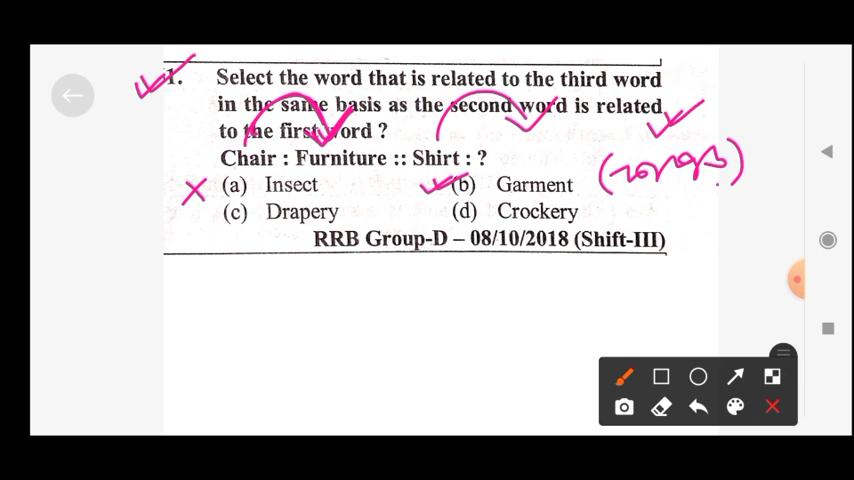 1. Select the word that is related to the third word
in the same basis as the second word is related
to the first word ?
Chair : Furniture :: Shirt : ?
(a) Insect (b) Garment
(c) Drapery (d) Crockery
RRB Group-D – 08/10/2018 (Shift-III)